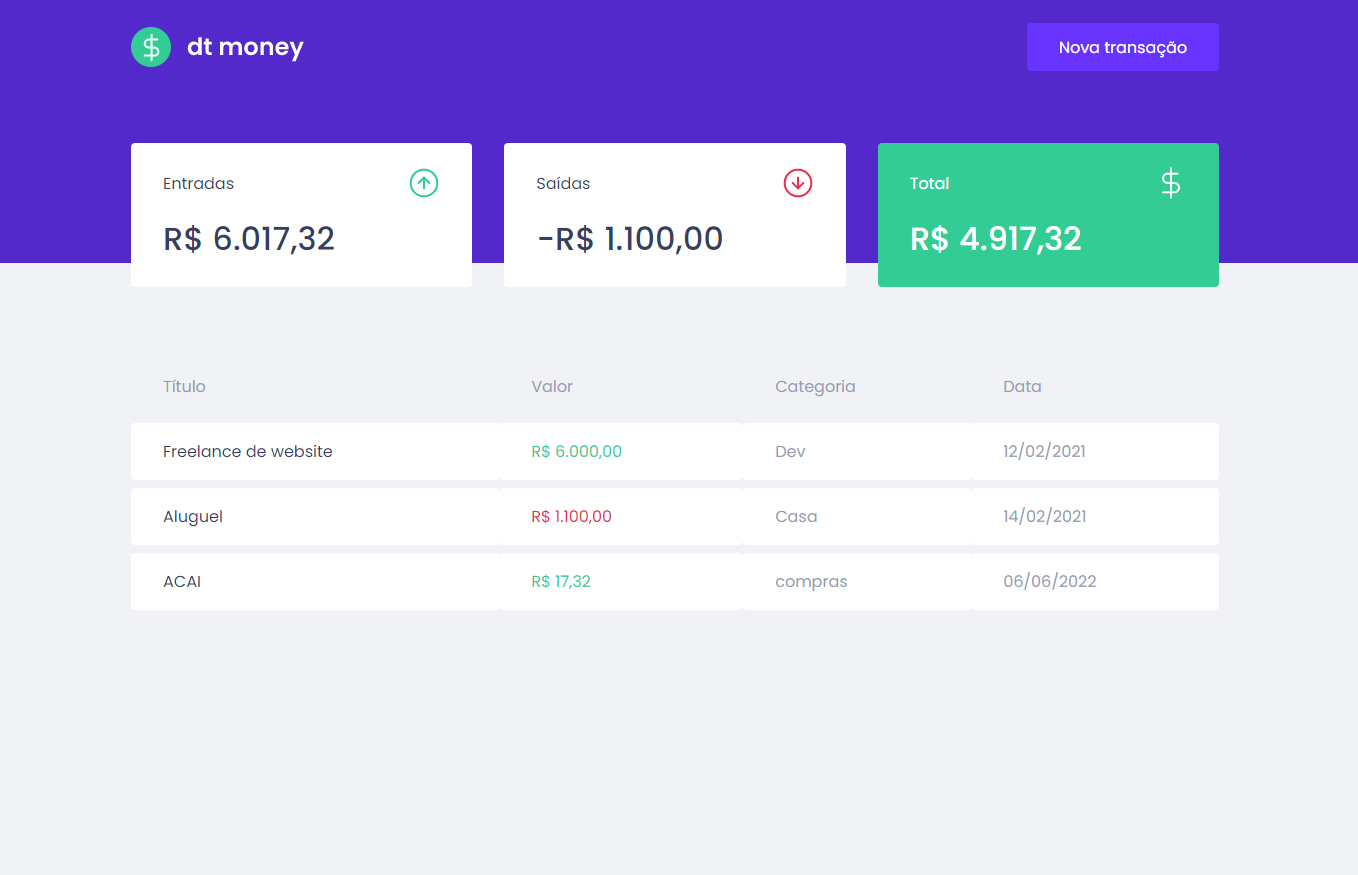 $ dt money
Nova transação
Entradas
R$ 6.017,32
Saídas
-R$ 1.100,00
Total $
R$ 4.917,32
Título Valor Categoria Data
Freelance de website R$ 6.000,00 Dev 12/02/2021
Aluguel R$ 1.100,00 Casa 14/02/2021
ACAI R$ 17,32 compras 06/06/2022